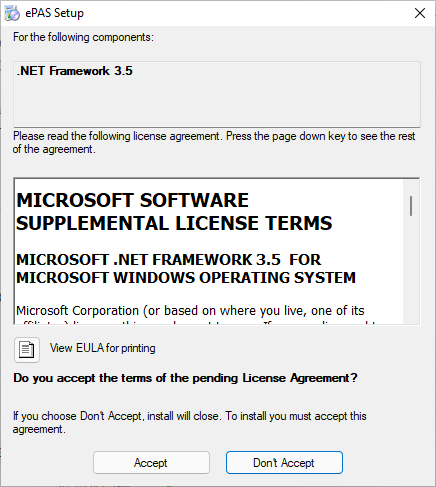 ePAS Setup
For the following components:
.NET Framework 3.5
Please read the following license agreement. Press the page down key to see the rest
of the agreement.
MICROSOFT SOFTWARE
SUPPLEMENTAL LICENSE TERMS
MICROSOFT .NET FRAMEWORK 3.5 FOR
MICROSOFT WINDOWS OPERATING SYSTEM
Microsoft Corporation (or based on where you live, one of its
View EULA for printing
Do you accept the terms of the pending License Agreement?
If you choose Don't Accept, install will close. To install you must accept this
agreement.
Accept
Don't Accept